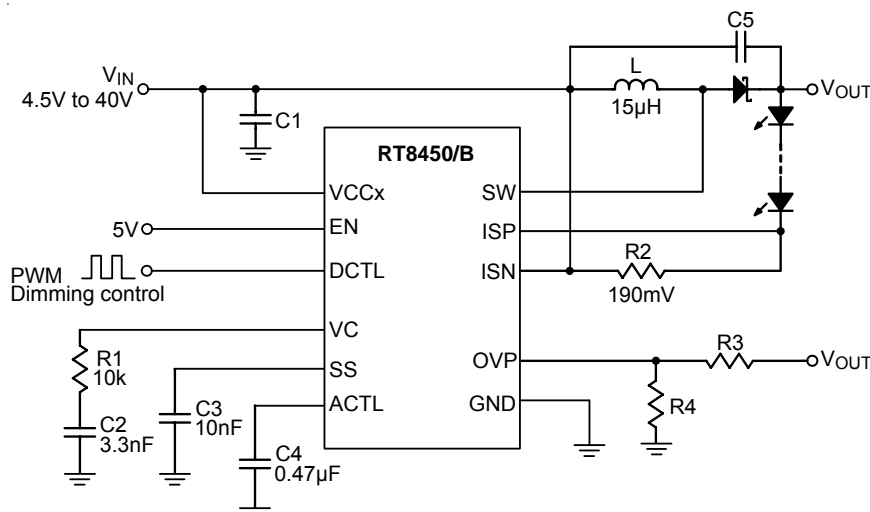 C5
V_IN
4.5V to 40V
L
15µH
V_OUT
C1
RT8450/B
VCCx
SW
5V
EN
ISP
PWM
Dimming control
DCTL
ISN
R2
190mV
VC
R1
10k
SS
OVP
R3
V_OUT
ACTL
GND
R4
C2
3.3nF
C3
10nF
C4
0.47µF